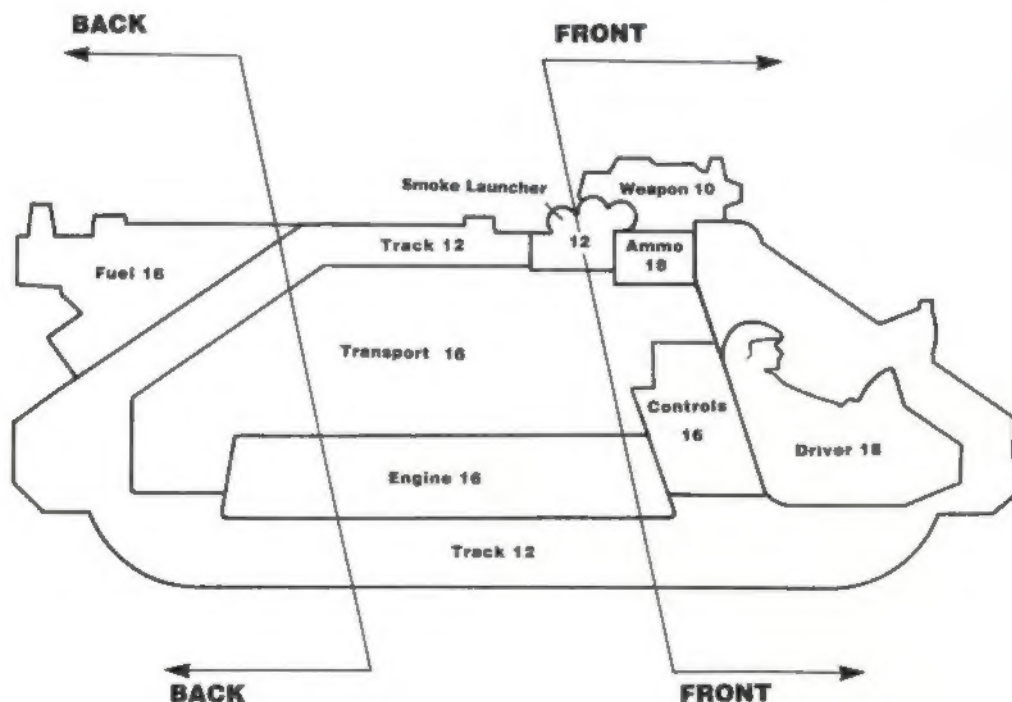 BACK
FRONT
Smoke Launcher
Weapon 10
Track 12
12
Ammo
18
Fuel 16
Transport 16
Controls
16
Driver 18
Engine 16
Track 12
BACK
FRONT